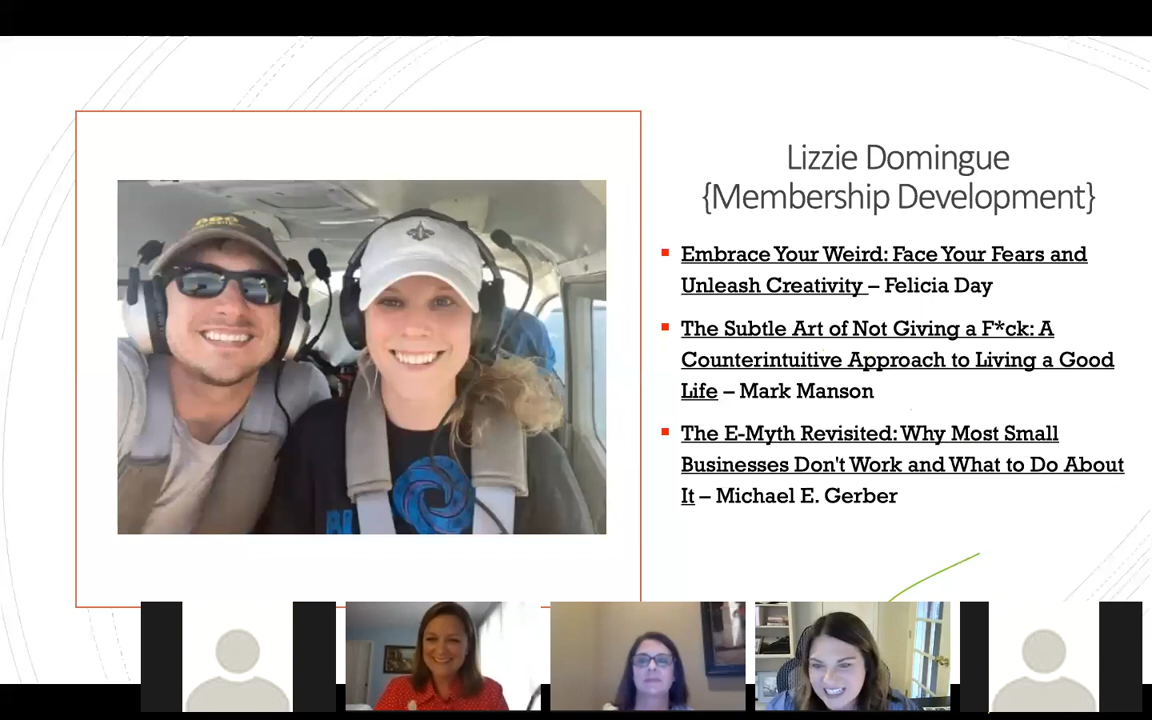 Lizzie Domingue
{Membership Development}
Embrace Your Weird: Face Your Fears and
Unleash Creativity – Felicia Day
The Subtle Art of Not Giving a F*ck: A
Counterintuitive Approach to Living a Good
Life – Mark Manson
The E-Myth Revisited: Why Most Small
Businesses Don't Work and What to Do About
It – Michael E. Gerber